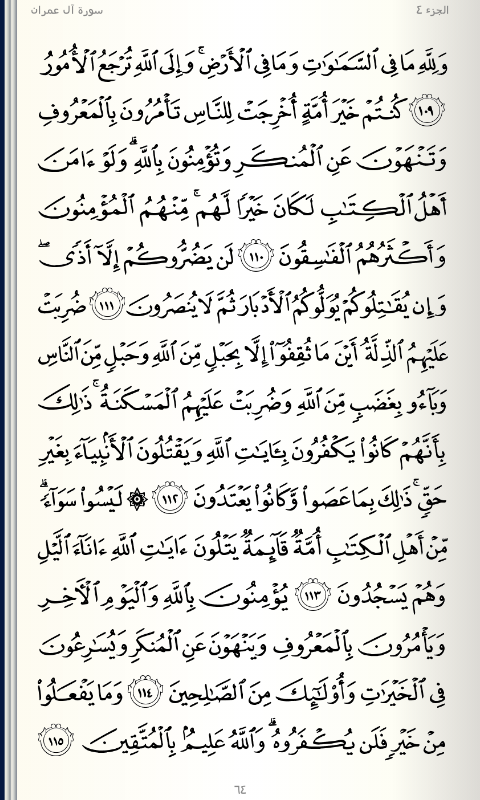 سورة آل عمران
الجزء ٤
وَلِلَّهِ مَا فِى ٱلسَّمَٰوَٰتِ وَمَا فِى ٱلْأَرْضِ ۚ وَإِلَى ٱللَّهِ تُرْجَعُ ٱلْأُمُورُ
١٠٩ كُنتُمْ خَيْرَ أُمَّةٍ أُخْرِجَتْ لِلنَّاسِ تَأْمُرُونَ بِٱلْمَعْرُوفِ
وَتَنْهَوْنَ عَنِ ٱلْمُنكَرِ وَتُؤْمِنُونَ بِٱللَّهِ ۗ وَلَوْ ءَامَنَ
أَهْلُ ٱلْكِتَٰبِ لَكَانَ خَيْرًا لَّهُم ۚ مِّنْهُمُ ٱلْمُؤْمِنُونَ
وَأَكْثَرُهُمُ ٱلْفَٰسِقُونَ ١١٠ لَن يَضُرُّوكُمْ إِلَّآ أَذًى ۖ
وَإِن يُقَٰتِلُوكُمْ يُوَلُّوكُمُ ٱلْأَدْبَارَ ثُمَّ لَا يُنصَرُونَ ١١١ ضُرِبَتْ
عَلَيْهِمُ ٱلذِّلَّةُ أَيْنَ مَا ثُقِفُوٓا۟ إِلَّا بِحَبْلٍ مِّنَ ٱللَّهِ وَحَبْلٍ مِّنَ ٱلنَّاسِ
وَبَآءُو بِغَضَبٍ مِّنَ ٱللَّهِ وَضُرِبَتْ عَلَيْهِمُ ٱلْمَسْكَنَةُ ۚ ذَٰلِكَ
بِأَنَّهُمْ كَانُوا۟ يَكْفُرُونَ بِـَٔايَٰتِ ٱللَّهِ وَيَقْتُلُونَ ٱلْأَنۢبِيَآءَ بِغَيْرِ
حَقٍّ ۚ ذَٰلِكَ بِمَا عَصَوا۟ وَّكَانُوا۟ يَعْتَدُونَ ١١٢ ۞ لَيْسُوا۟ سَوَآءً ۗ
مِّنْ أَهْلِ ٱلْكِتَٰبِ أُمَّةٌ قَآئِمَةٌ يَتْلُونَ ءَايَٰتِ ٱللَّهِ ءَانَآءَ ٱلَّيْلِ
وَهُمْ يَسْجُدُونَ ١١٣ يُؤْمِنُونَ بِٱللَّهِ وَٱلْيَوْمِ ٱلْـَٔاخِرِ
وَيَأْمُرُونَ بِٱلْمَعْرُوفِ وَيَنْهَوْنَ عَنِ ٱلْمُنكَرِ وَيُسَٰرِعُونَ
فِى ٱلْخَيْرَٰتِ وَأُو۟لَٰٓئِكَ مِنَ ٱلصَّٰلِحِينَ ١١٤ وَمَا يَفْعَلُوا۟
مِنْ خَيْرٍ فَلَن يُكْفَرُوهُ ۗ وَٱللَّهُ عَلِيمٌۢ بِٱلْمُتَّقِينَ ١١٥
٦٤